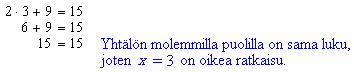 2 · 3 + 9 = 15
6 + 9 = 15
15 = 15 Yhtälön molemmilla puolilla on sama luku,
joten x = 3 on oikea ratkaisu.